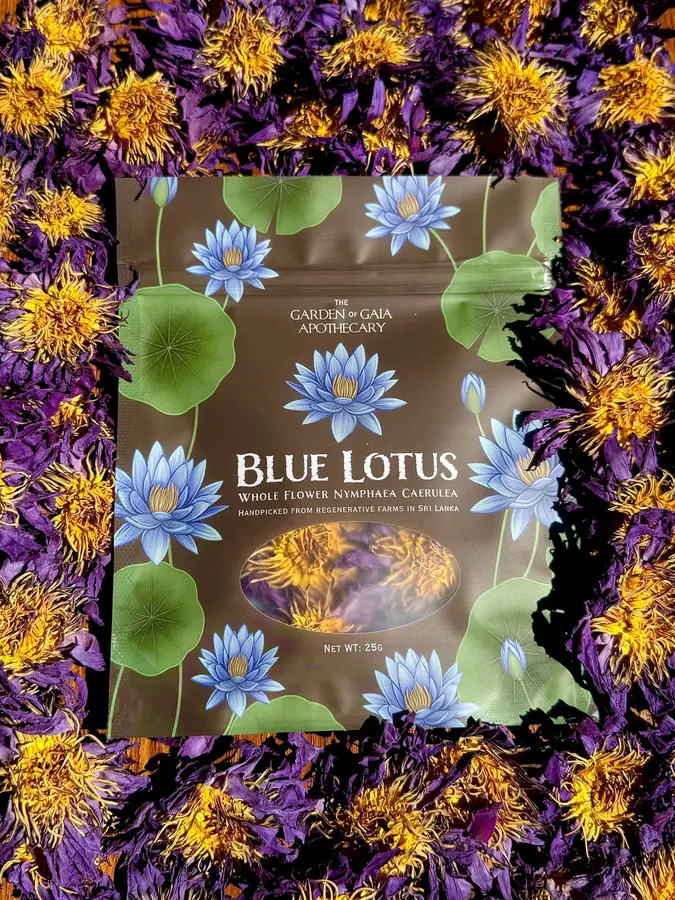 THE
GARDEN OF GAIA
APOTHECARY
BLUE LOTUS
WHOLE FLOWER NYMPHAEA CAERULEA
HANDPICKED FROM REGENERATIVE FARMS IN SRI LANKA
NET WT: 25G